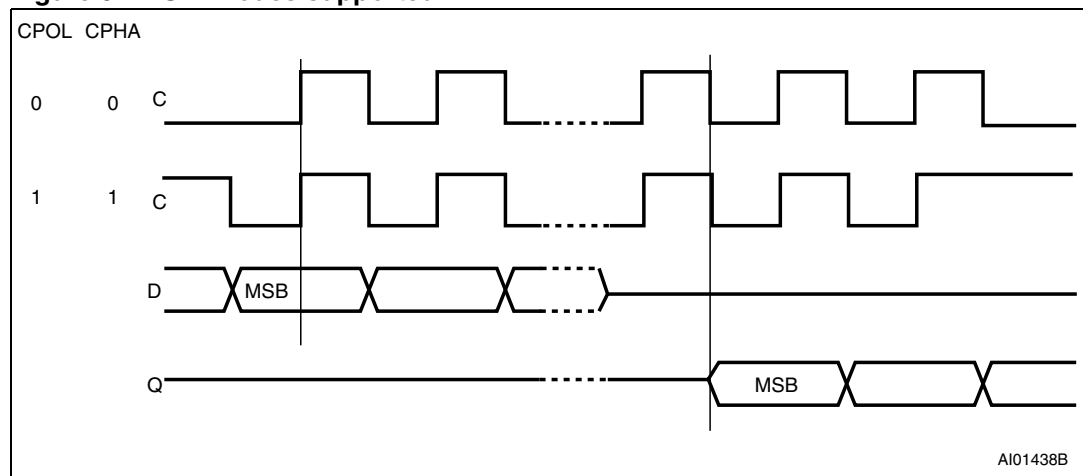 CPOL CPHA
0 0 C
1 1 C
D MSB
Q MSB
AI01438B